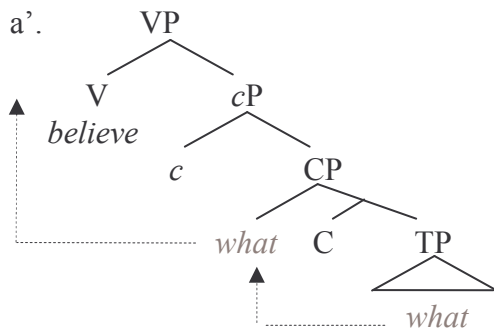 a’. VP
V cP
believe
c CP
what C TP
what